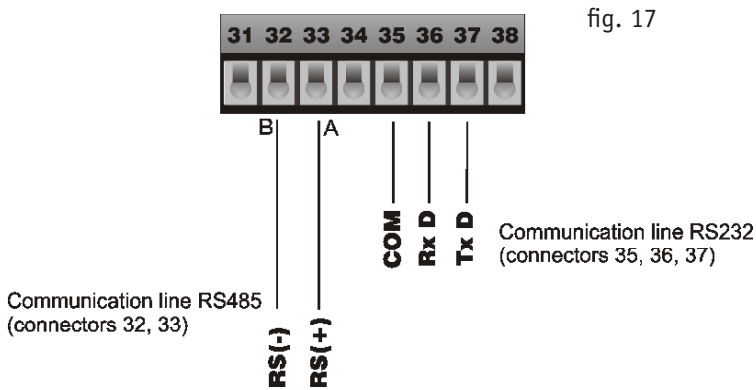 fig. 17
31 32 33 34 35 36 37 38
B A
COM
Rx D
Tx D
Communication line RS232
(connectors 35, 36, 37)
Communication line RS485
(connectors 32, 33)
RS(-)
RS(+)